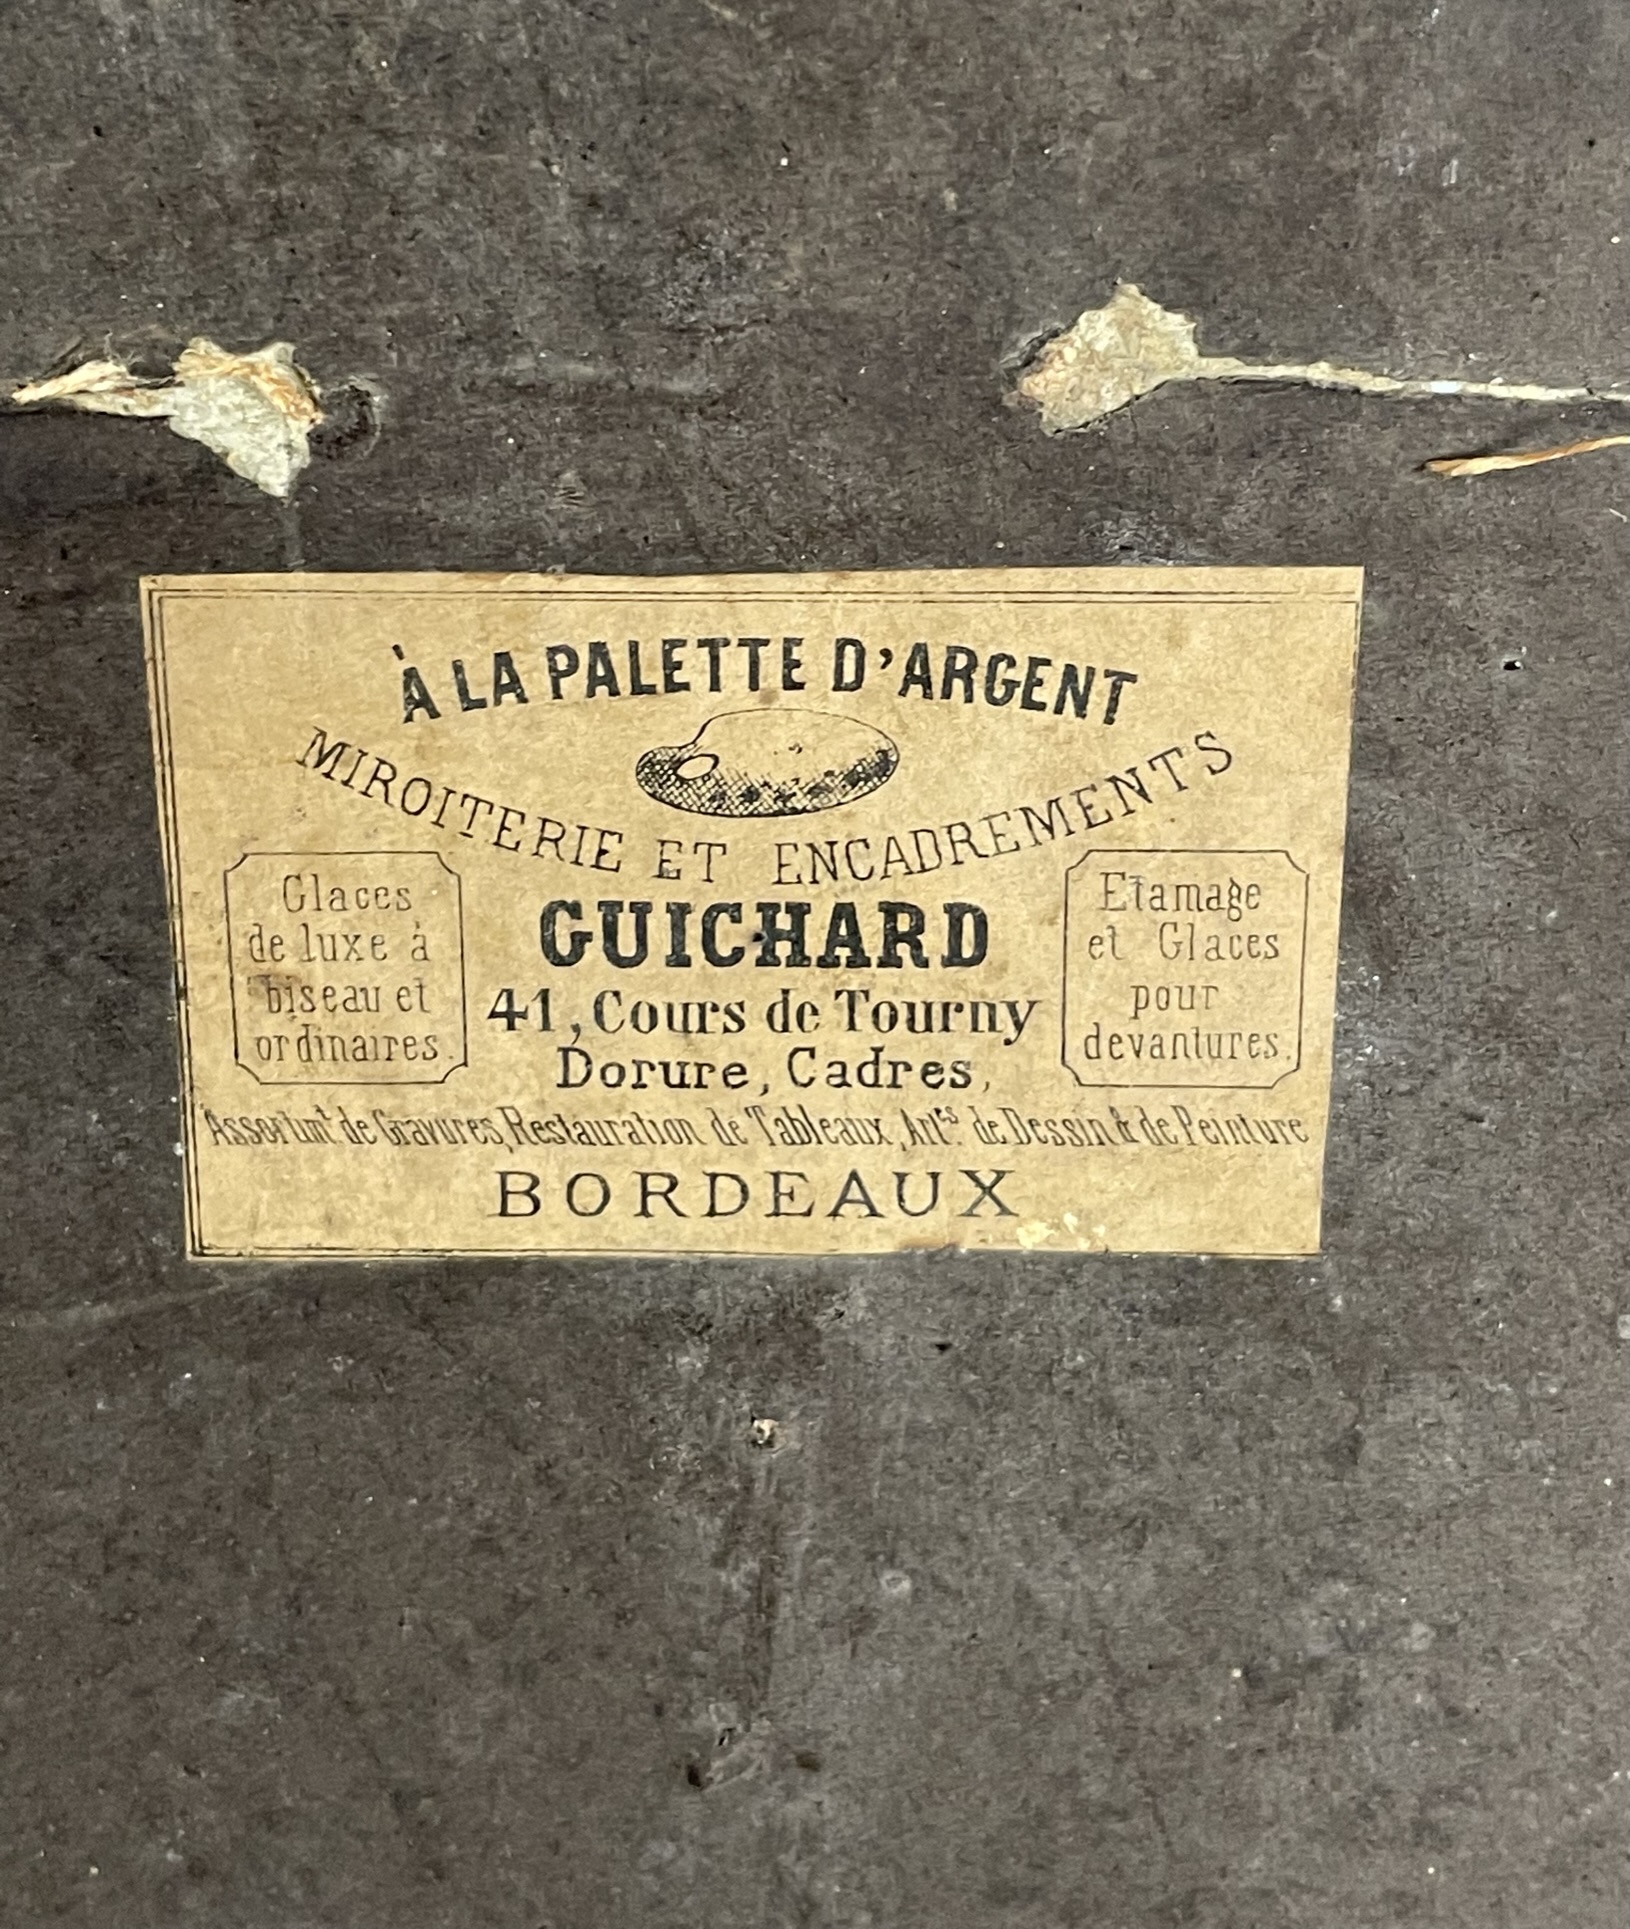 À LA PALETTE D'ARGENT
MIROITERIE ET ENCADREMENTS
Glaces
de luxe à
biseau et
ordinaires.
GUICHARD
41, Cours de Tourny
Dorure, Cadres,
Etamage
et Glaces
pour
devantures.
Assortimt de Gravures, Restauration de Tableaux, Artes. de Dessin & de Peinture
BORDEAUX